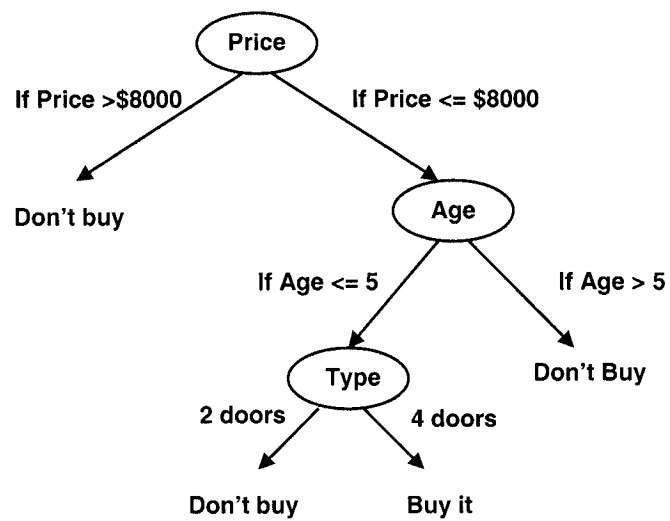 Price
If Price >$8000
If Price <= $8000
Don't buy
Age
If Age <= 5
If Age > 5
Type
Don't Buy
2 doors
4 doors
Don't buy
Buy it